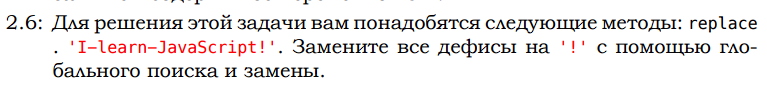 2.6: Для решения этой задачи вам понадобятся следующие методы: replace
. 'I-learn-JavaScript!'. Замените все дефисы на '!' с помощью гло-
бального поиска и замены.